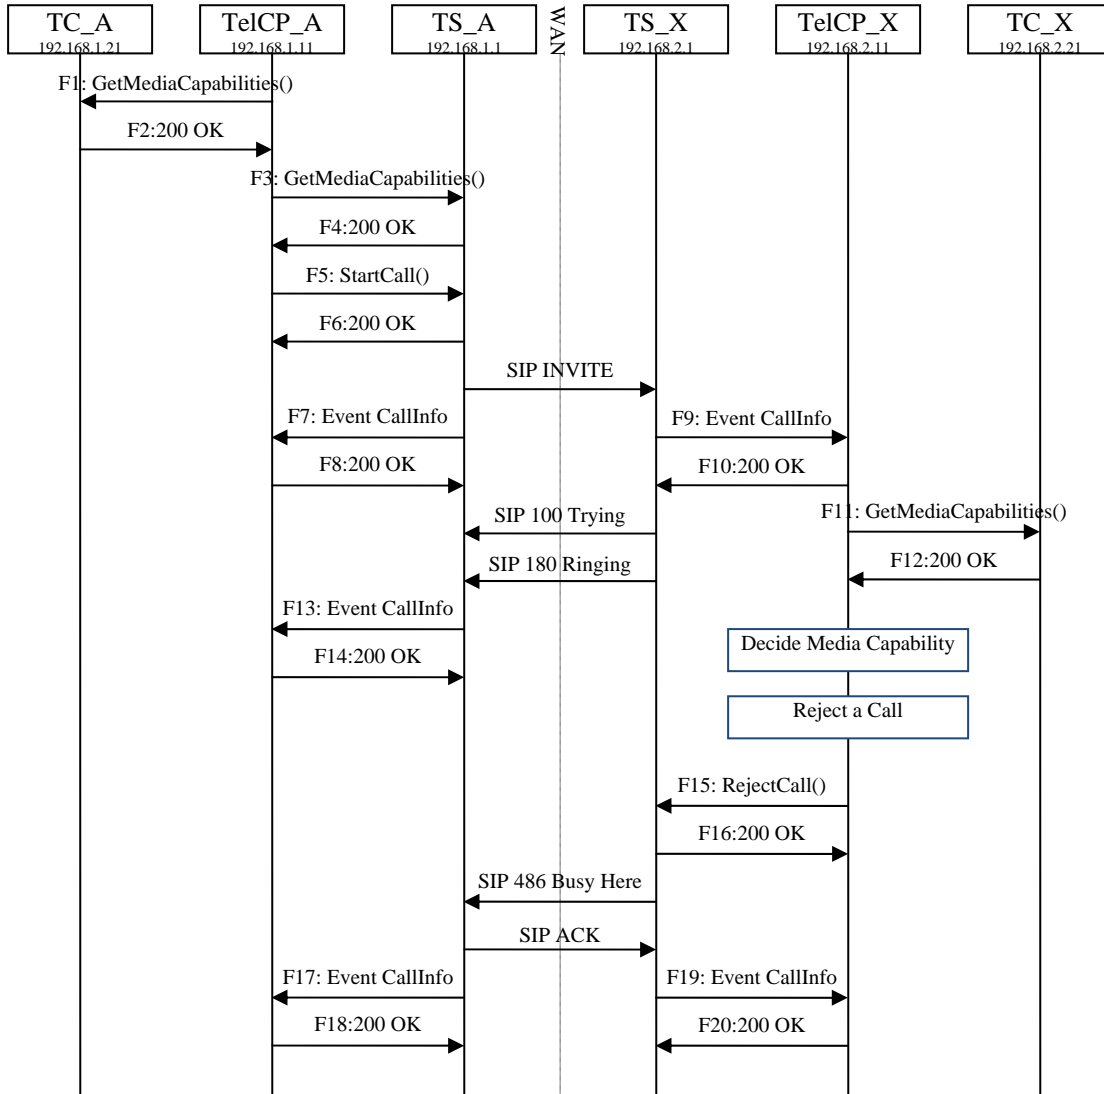 TC_A
192.168.1.21
TelCP_A
192.168.1.11
TS_A
192.168.1.1
WAN
TS_X
192.168.2.1
TelCP_X
192.168.2.11
TC_X
192.168.2.21
F1: GetMediaCapabilities()
F2:200 OK
F3: GetMediaCapabilities()
F4:200 OK
F5: StartCall()
F6:200 OK
SIP INVITE
F7: Event CallInfo
F9: Event CallInfo
F8:200 OK
F10:200 OK
SIP 100 Trying
F11: GetMediaCapabilities()
SIP 180 Ringing
F12:200 OK
F13: Event CallInfo
F14:200 OK
Decide Media Capability
Reject a Call
F15: RejectCall()
F16:200 OK
SIP 486 Busy Here
SIP ACK
F17: Event CallInfo
F19: Event CallInfo
F18:200 OK
F20:200 OK